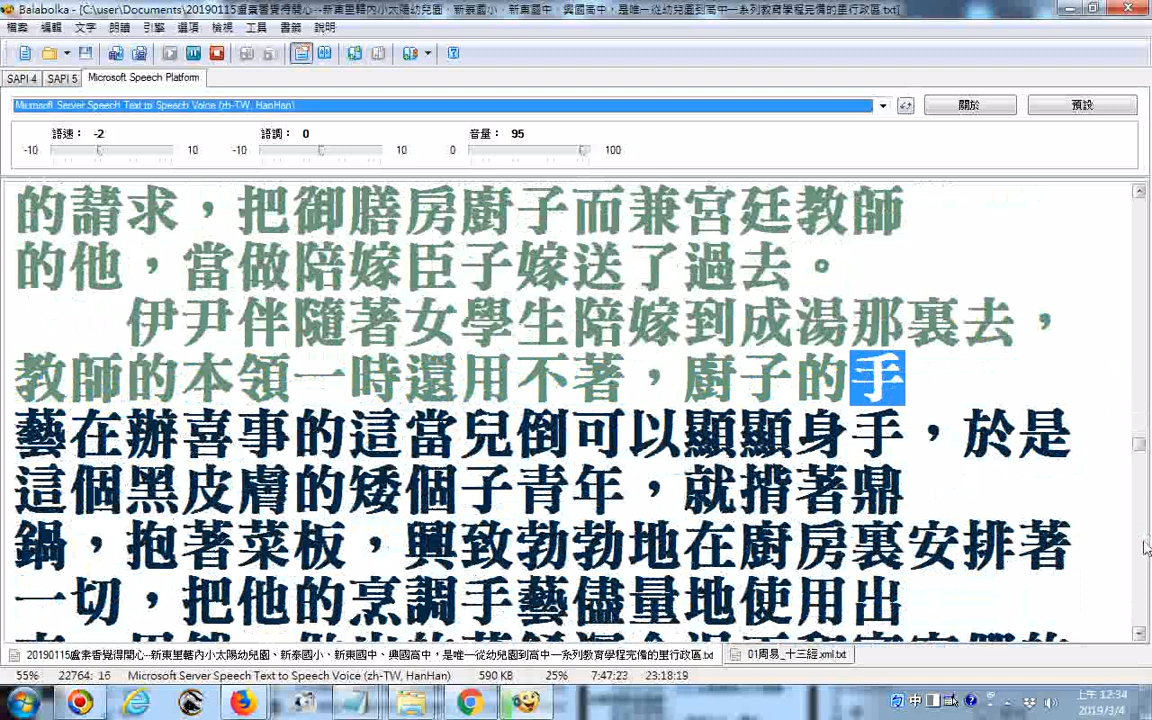 Balabolka - [C:\user\Documents\20190115盧素香覺得開心--新東里轄內小太陽幼兒園、新泰國小、新東國中、興國高中，是唯一從幼兒園到高中一系列教育學程完備的里行政區.txt]
檔案 編輯 文字 朗讀 引擎 選項 檢視 工具 書籤 說明
SAPI 4 SAPI 5 Microsoft Speech Platform
Microsoft Server Speech Text to Speech Voice (zh-TW, HanHan) 關於 預設
語速： -2 語調： 0 音量： 95
-10 10 -10 10 0 100
的請求，把御膳房廚子而兼宮廷教師
的他，當做陪嫁臣子嫁送了過去。
伊尹伴隨著女學生陪嫁到成湯那裏去，
教師的本領一時還用不著，廚子的手
藝在辦喜事的這當兒倒可以顯顯身手，於是
這個黑皮膚的矮個子青年，就揹著鼎
鍋，抱著菜板，興致勃勃地在廚房裏安排著
一切，把他的烹調手藝儘量地使用出
20190115盧素香覺得開心--新東里轄內小太陽幼兒園、新泰國小、新東國中、興國高中，是唯一從幼兒園到高中一系列教育學程完備的里行政區.txt 01周易_十三經.xml.txt
55% 22764: 16 Microsoft Server Speech Text to Speech Voice (zh-TW, HanHan) 590 KB 25% 7:47:23 23:18:19
中 上午 12:34
2019/3/4